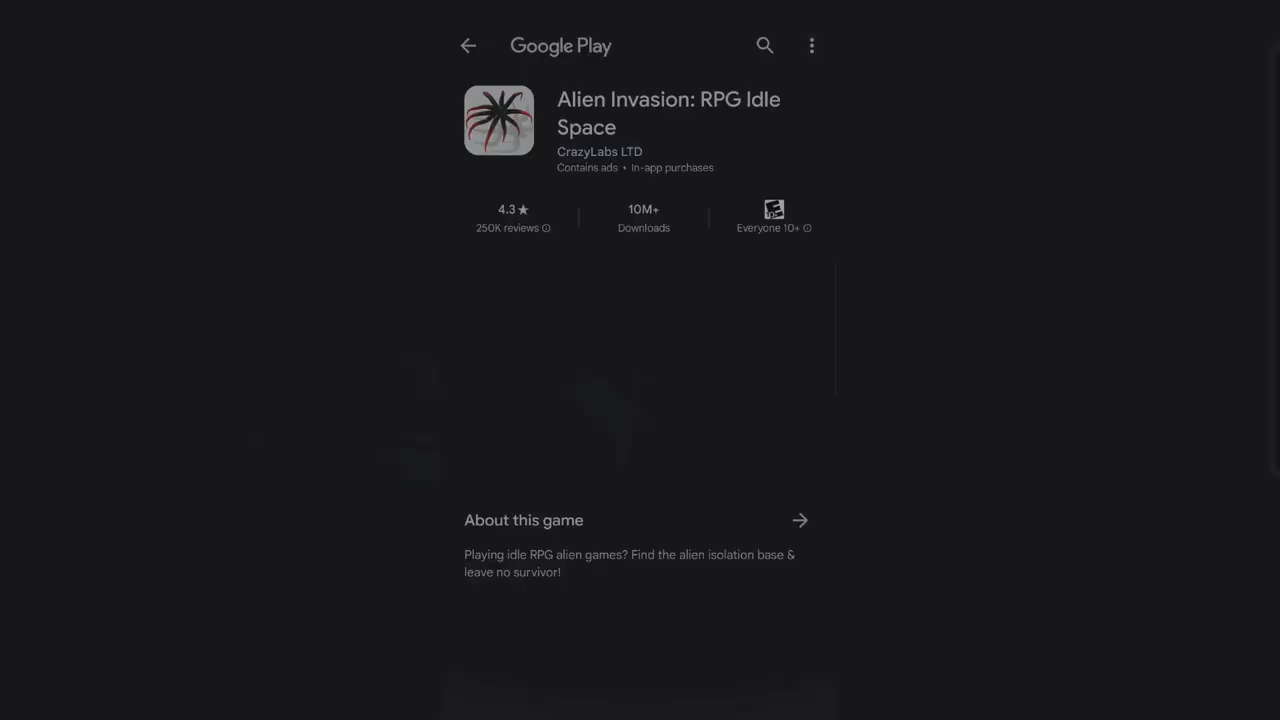 Google Play
Alien Invasion: RPG Idle
Space
CrazyLabs LTD
Contains ads • In-app purchases
4.3★
250K reviews
10M+
Downloads
E
Everyone 10+
About this game
Playing idle RPG alien games? Find the alien isolation base &
leave no survivor!